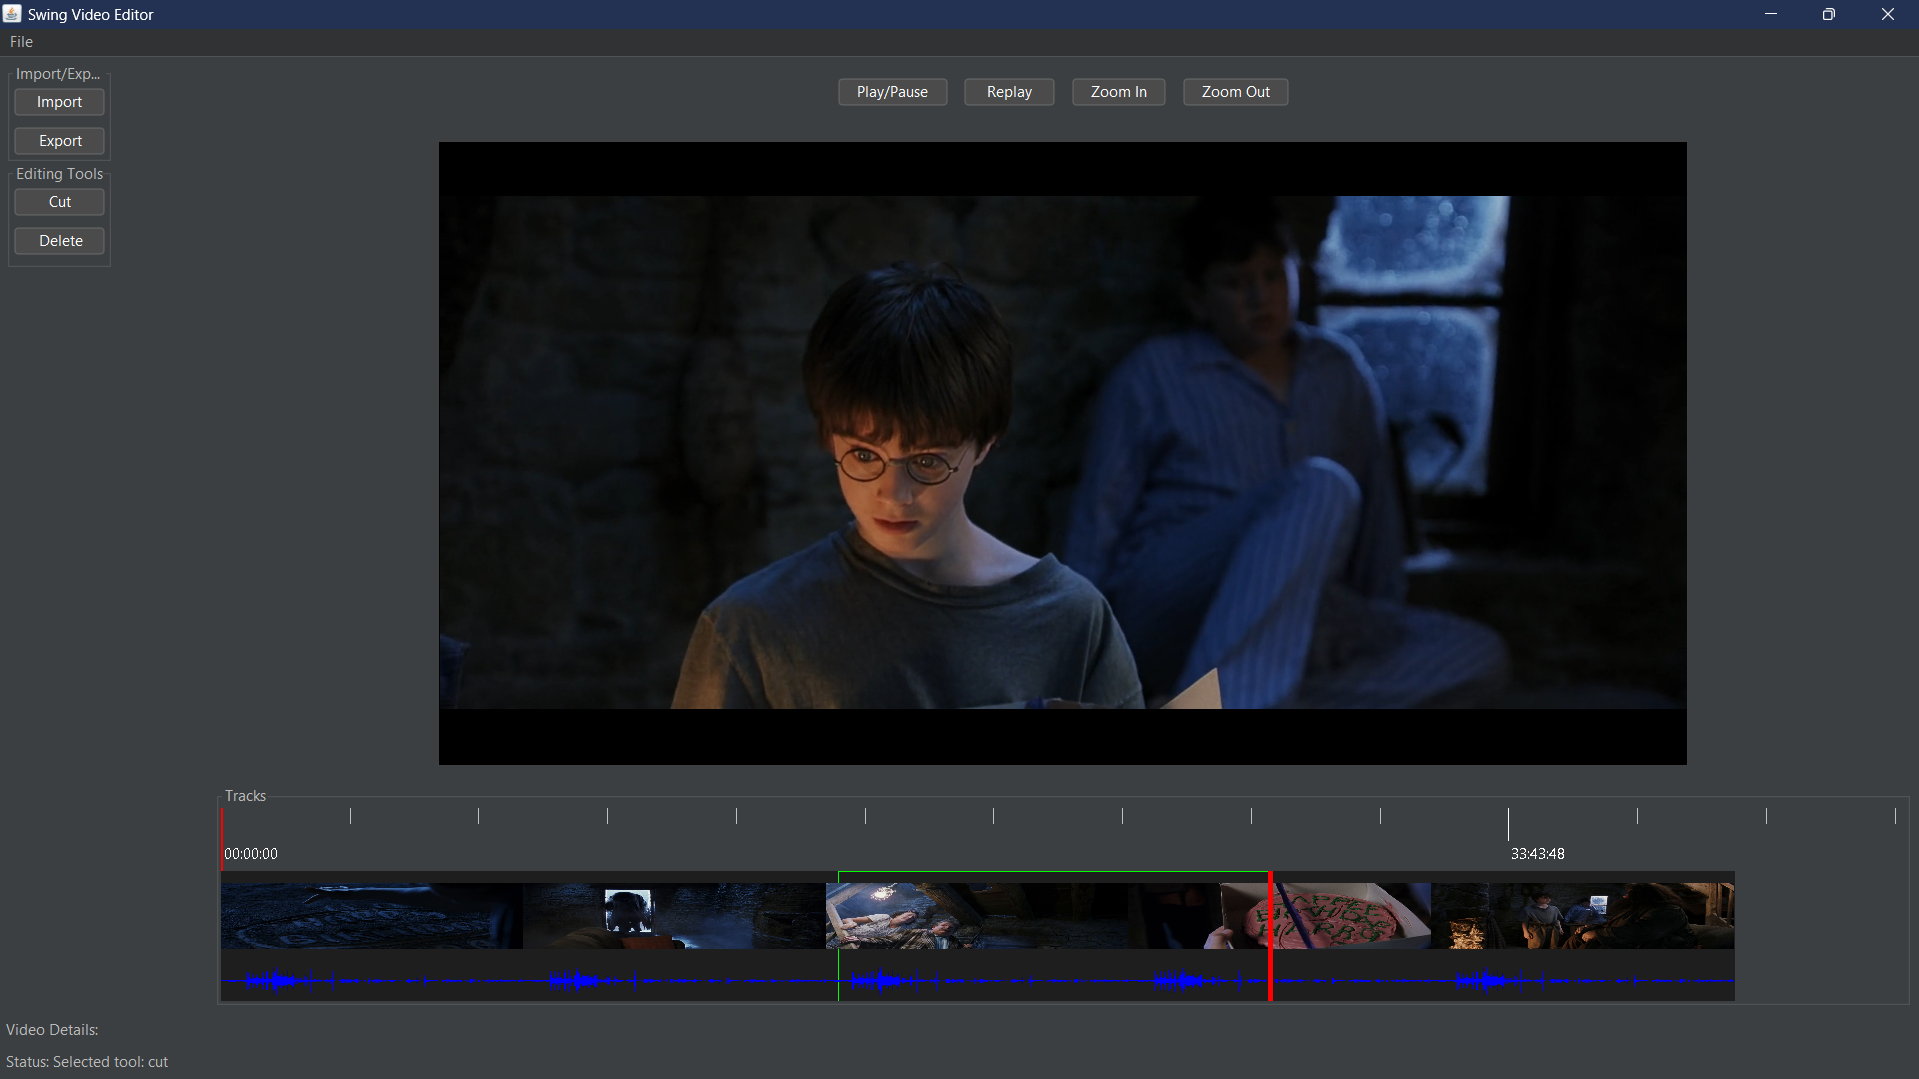 Swing Video Editor
File
Import/Exp...
Import
Export
Editing Tools
Cut
Delete
Play/Pause
Replay
Zoom In
Zoom Out
Tracks
00:00:00
33:43:48
Video Details:
Status: Selected tool: cut